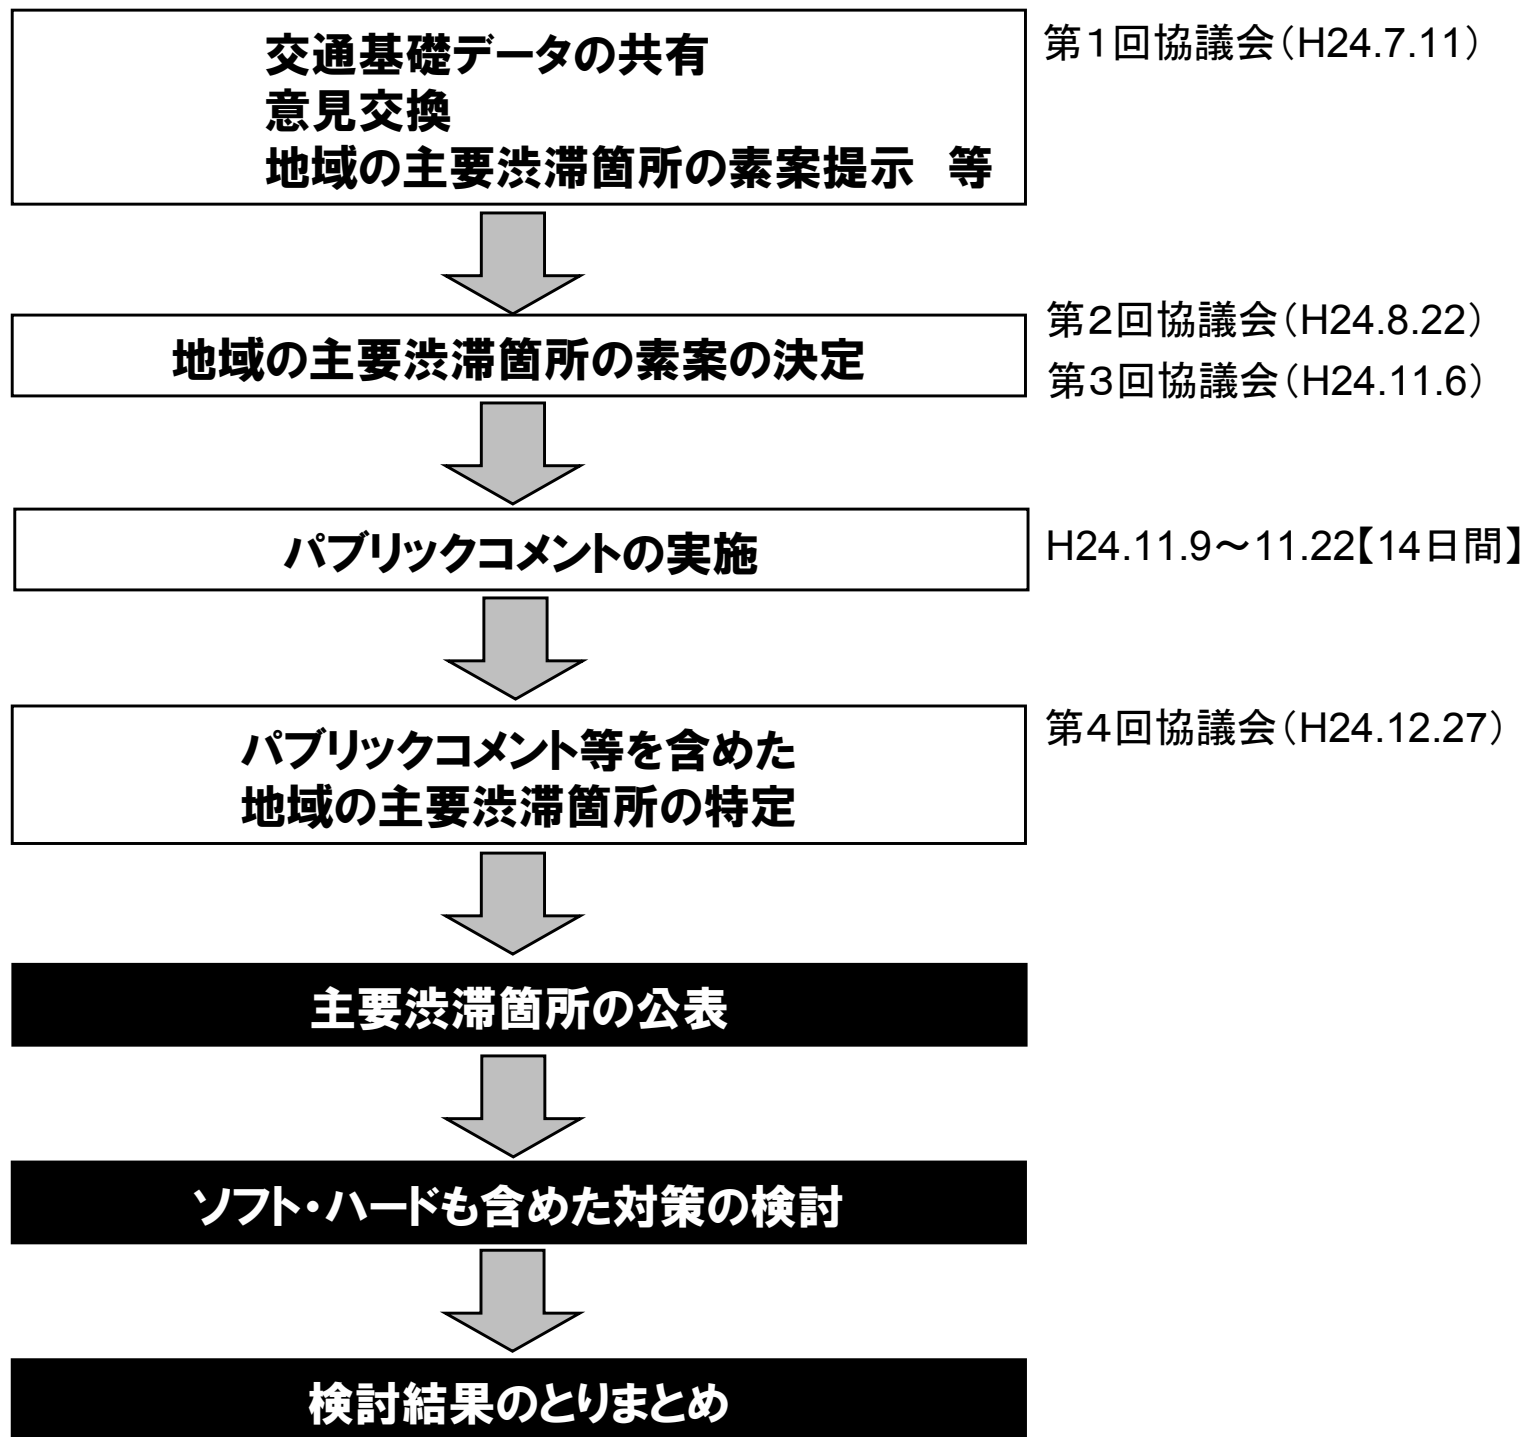 交通基礎データの共有
意見交換
地域の主要渋滞箇所の素案提示　等
第１回協議会（H24.7.11）
地域の主要渋滞箇所の素案の決定
第２回協議会（H24.8.22）
第３回協議会（H24.11.6）
パブリックコメントの実施
H24.11.9～11.22【14日間】
パブリックコメント等を含めた
地域の主要渋滞箇所の特定
第４回協議会（H24.12.27）
主要渋滞箇所の公表
ソフト・ハードも含めた対策の検討
検討結果のとりまとめ